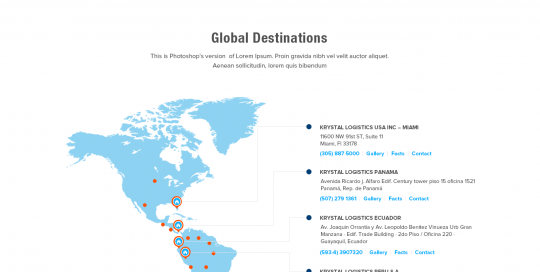 Global Destinations
This is Photoshop's version of Lorem Ipsum. Proin gravida nibh vel velit auctor aliquet.
Aenean sollicitudin, lorem quis bibendum
KRYSTAL LOGISTICS USA INC – MIAMI
11600 NW 91st ST, Suite 11
Miami, Fl 33178
(305) 887 5000 Gallery Facts Contact
KRYSTAL LOGISTICS PANAMA
Avenida Ricardo j. Alfaro Edif. Century tower piso 15 oficina 1521
Panamá, Rep. de Panamá
(507) 279 1361 Gallery Facts Contact
KRYSTAL LOGISTICS ECUADOR
Av. Joaquin Orrantia y Av. Leopoldo Benitez Vinueza Urb Gran
Manzana - Edf. Trade Building -2do Piso / Oficina 220 -
Guayaquil, Ecuador
(593-4) 3907320 Gallery Facts Contact
KRYSTAL LOGISTICS